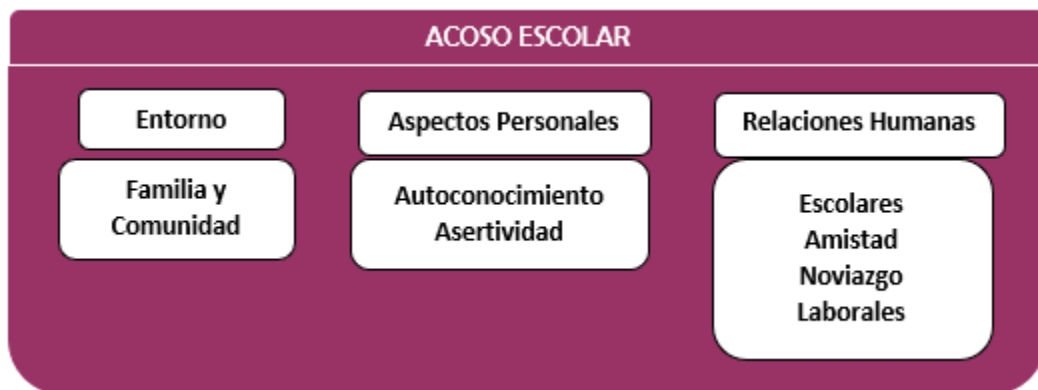 ACOSO ESCOLAR
Entorno
Familia y
Comunidad
Aspectos Personales
Autoconocimiento
Asertividad
Relaciones Humanas
Escolares
Amistad
Noviazgo
Laborales